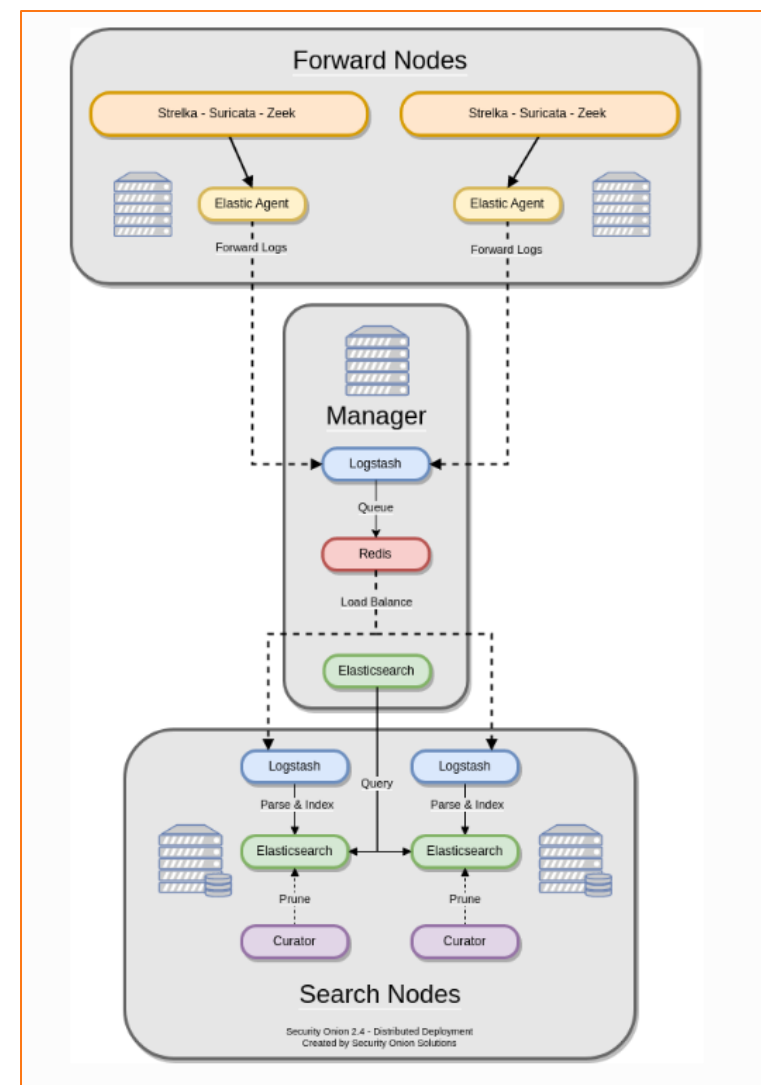 Forward Nodes
Strelka - Suricata - Zeek
Strelka - Suricata - Zeek
Elastic Agent
Elastic Agent
Forward Logs
Forward Logs
Manager
Logstash
Queue
Redis
Load Balance
Elasticsearch
Logstash
Logstash
Query
Parse & Index
Parse & Index
Elasticsearch
Elasticsearch
Prune
Prune
Curator
Curator
Search Nodes
Security Onion 2.4 - Distributed Deployment
Created by Security Onion Solutions